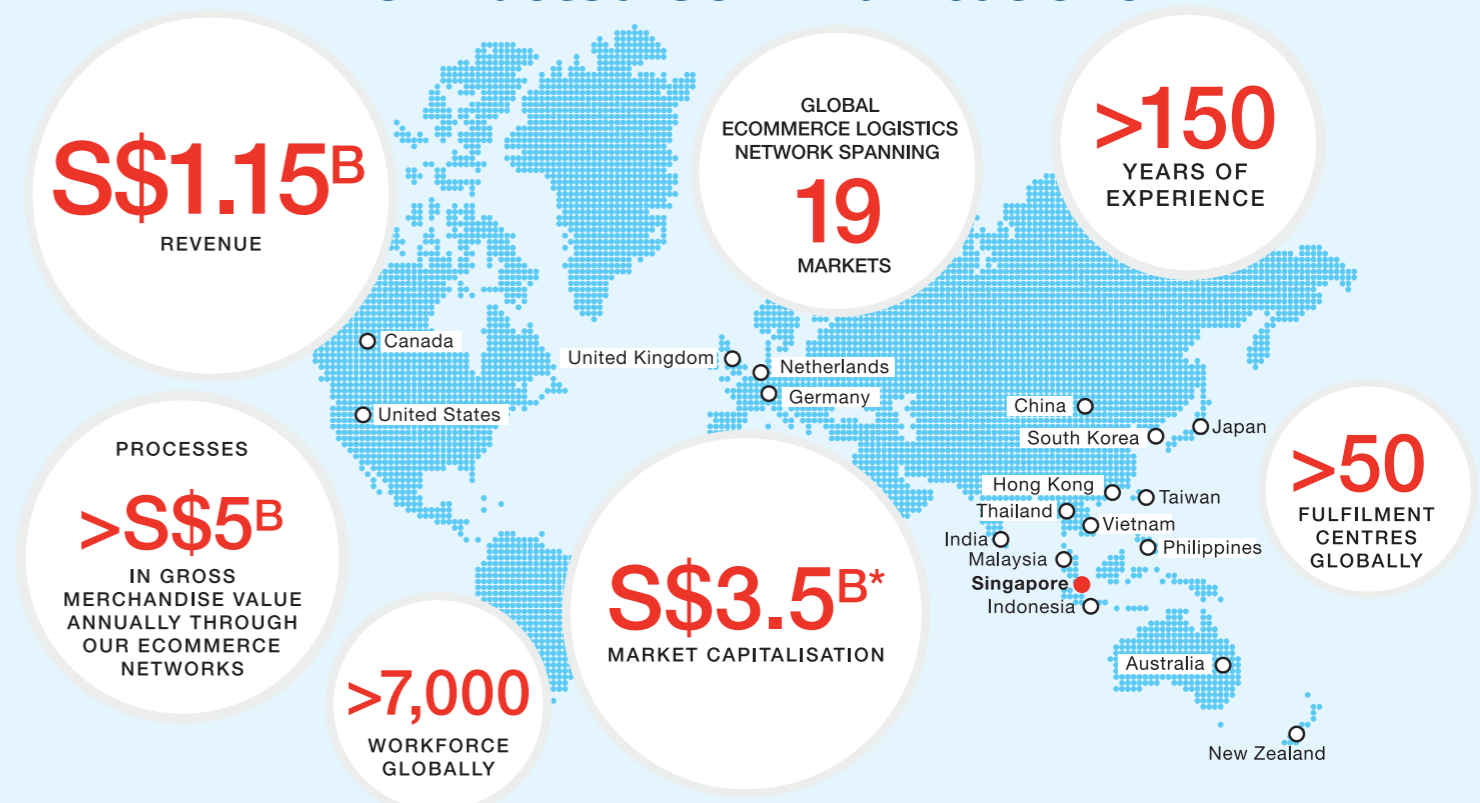 S$1.15B
REVENUE
GLOBAL
ECOMMERCE LOGISTICS
NETWORK SPANNING
19
MARKETS
>150
YEARS OF
EXPERIENCE
Canada
United States
United Kingdom
Netherlands
Germany
China
South Korea
Japan
Hong Kong
Taiwan
Thailand
Vietnam
India
Philippines
Malaysia
Singapore
Indonesia
Australia
New Zealand
PROCESSES
>S$5B
IN GROSS
MERCHANDISE VALUE
ANNUALLY THROUGH
OUR ECOMMERCE
NETWORKS
>7,000
WORKFORCE
GLOBALLY
S$3.5B*
MARKET CAPITALISATION
>50
FULFILMENT
CENTRES
GLOBALLY